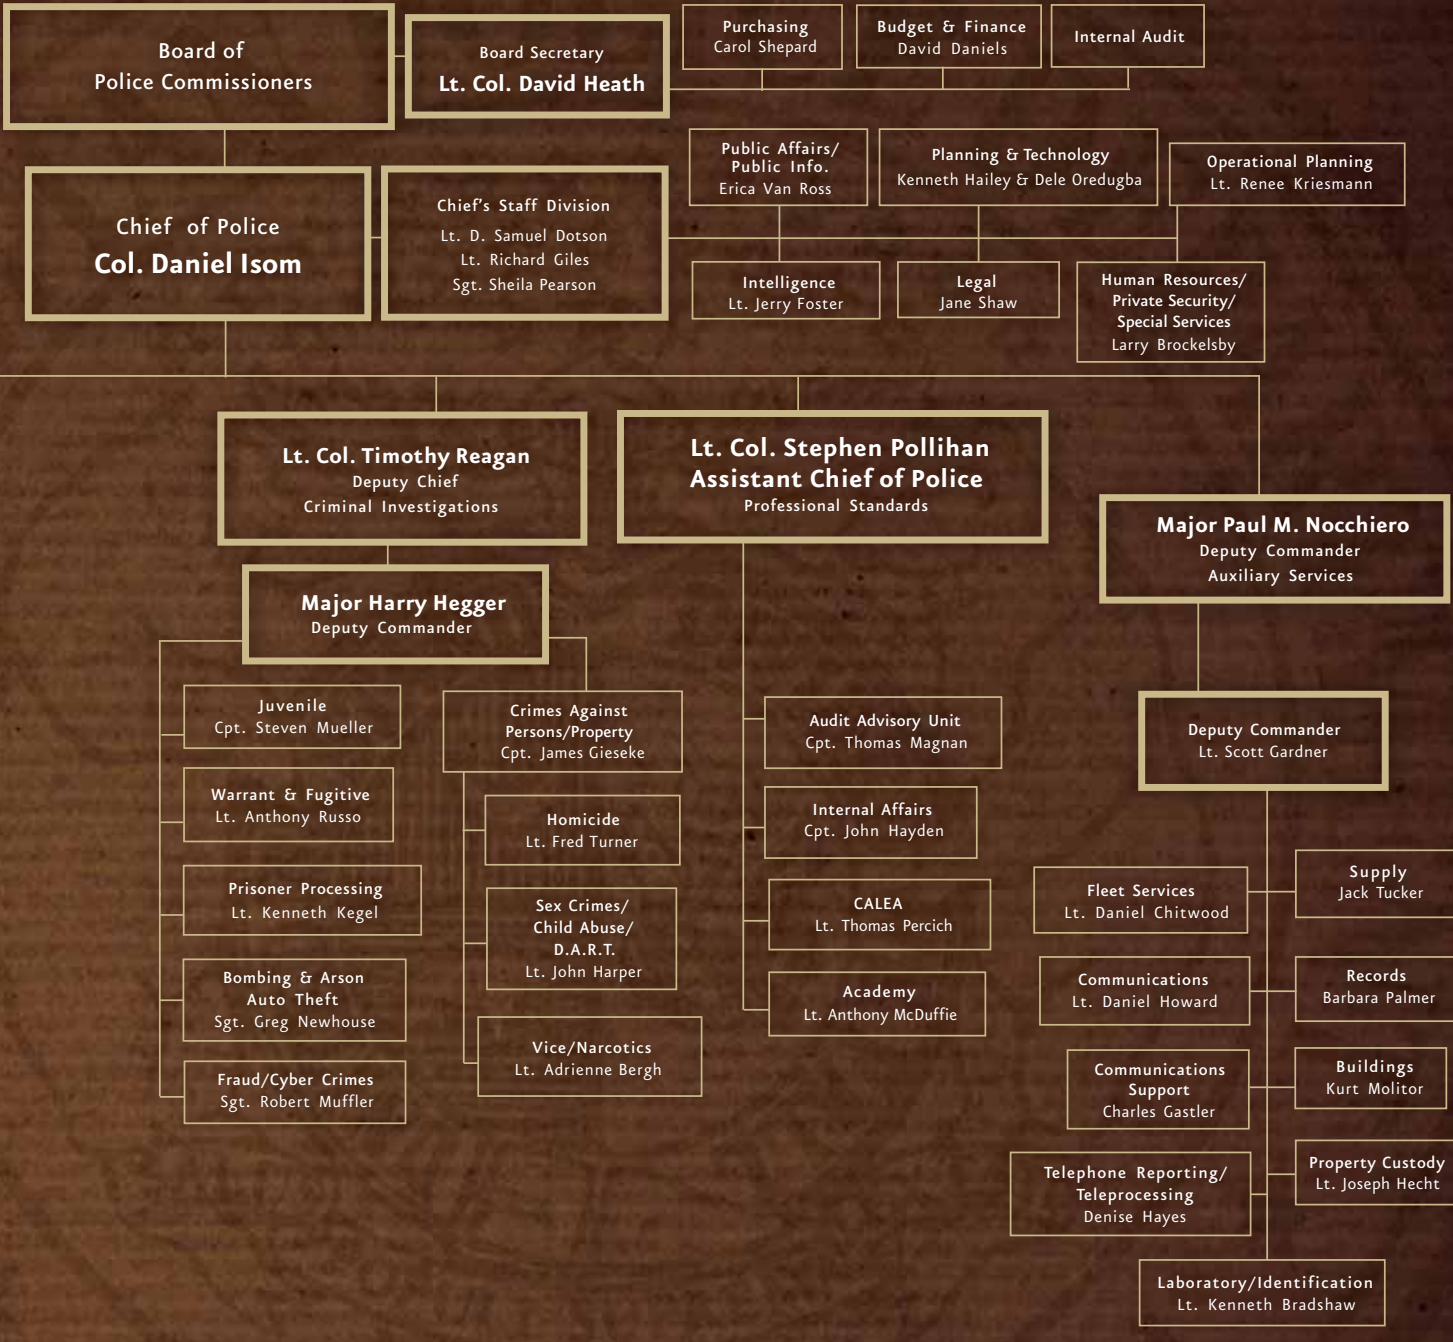 Board of
Police Commissioners
Board Secretary
Lt. Col. David Heath
Purchasing
Carol Shepard
Budget & Finance
David Daniels
Internal Audit
Chief of Police
Col. Daniel Isom
Chief's Staff Division
Lt. D. Samuel Dotson
Lt. Richard Giles
Sgt. Sheila Pearson
Public Affairs/
Public Info.
Erica Van Ross
Planning & Technology
Kenneth Hailey & Dele Oredugba
Operational Planning
Lt. Renee Kriesmann
Intelligence
Lt. Jerry Foster
Legal
Jane Shaw
Human Resources/
Private Security/
Special Services
Larry Brockelsby
Lt. Col. Timothy Reagan
Deputy Chief
Criminal Investigations
Lt. Col. Stephen Pollihan
Assistant Chief of Police
Professional Standards
Major Paul M. Nocchiero
Deputy Commander
Auxiliary Services
Major Harry Hegger
Deputy Commander
Juvenile
Cpt. Steven Mueller
Warrant & Fugitive
Lt. Anthony Russo
Prisoner Processing
Lt. Kenneth Kegel
Bombing & Arson
Auto Theft
Sgt. Greg Newhouse
Fraud/Cyber Crimes
Sgt. Robert Muffler
Crimes Against
Persons/Property
Cpt. James Gieseke
Homicide
Lt. Fred Turner
Sex Crimes/
Child Abuse/
D.A.R.T.
Lt. John Harper
Vice/Narcotics
Lt. Adrienne Bergh
Audit Advisory Unit
Cpt. Thomas Magnan
Internal Affairs
Cpt. John Hayden
CALEA
Lt. Thomas Percich
Academy
Lt. Anthony McDuffie
Deputy Commander
Lt. Scott Gardner
Fleet Services
Lt. Daniel Chitwood
Supply
Jack Tucker
Communications
Lt. Daniel Howard
Records
Barbara Palmer
Communications
Support
Charles Gastler
Buildings
Kurt Molitor
Telephone Reporting/
Teleprocessing
Denise Hayes
Property Custody
Lt. Joseph Hecht
Laboratory/Identification
Lt. Kenneth Bradshaw